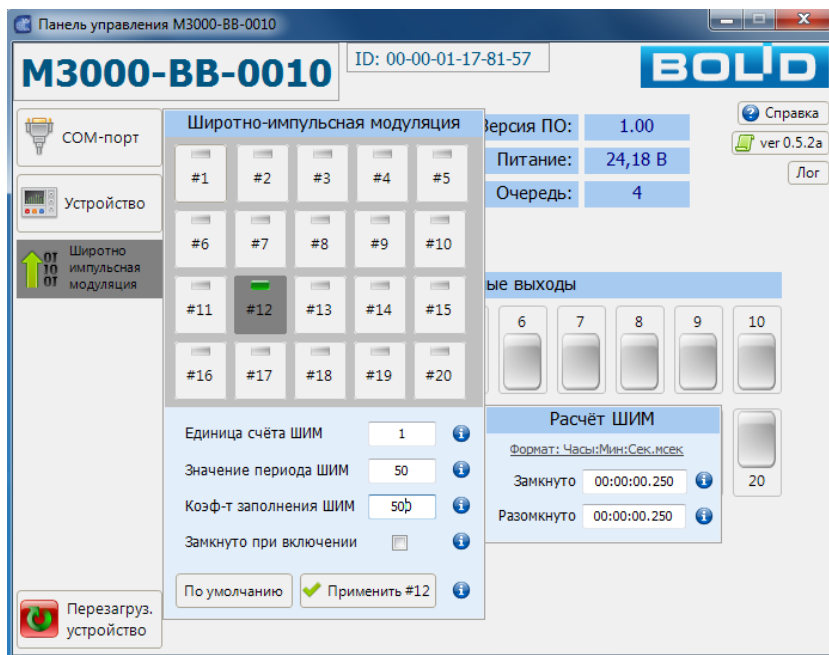 Панель управления М3000-ВВ-0010
М3000-ВВ-0010
ID: 00-00-01-17-81-57
BOLID
COM-порт
Устройство
Широтно
импульсная
модуляция
Перезагруз.
устройство
Широтно-импульсная модуляция
#1 #2 #3 #4 #5
#6 #7 #8 #9 #10
#11 #12 #13 #14 #15
#16 #17 #18 #19 #20
Единица счёта ШИМ 1
Значение периода ШИМ 50
Коэф-т заполнения ШИМ 500
Замкнуто при включении
По умолчанию Применить #12
Версия ПО: 1.00
Питание: 24,18 В
Очередь: 4
Справка
ver 0.5.2a
Лог
ые выходы
6 7 8 9 10
Расчёт ШИМ
Формат: Часы:Мин:Сек.мсек
Замкнуто 00:00:00.250
Разомкнуто 00:00:00.250
20